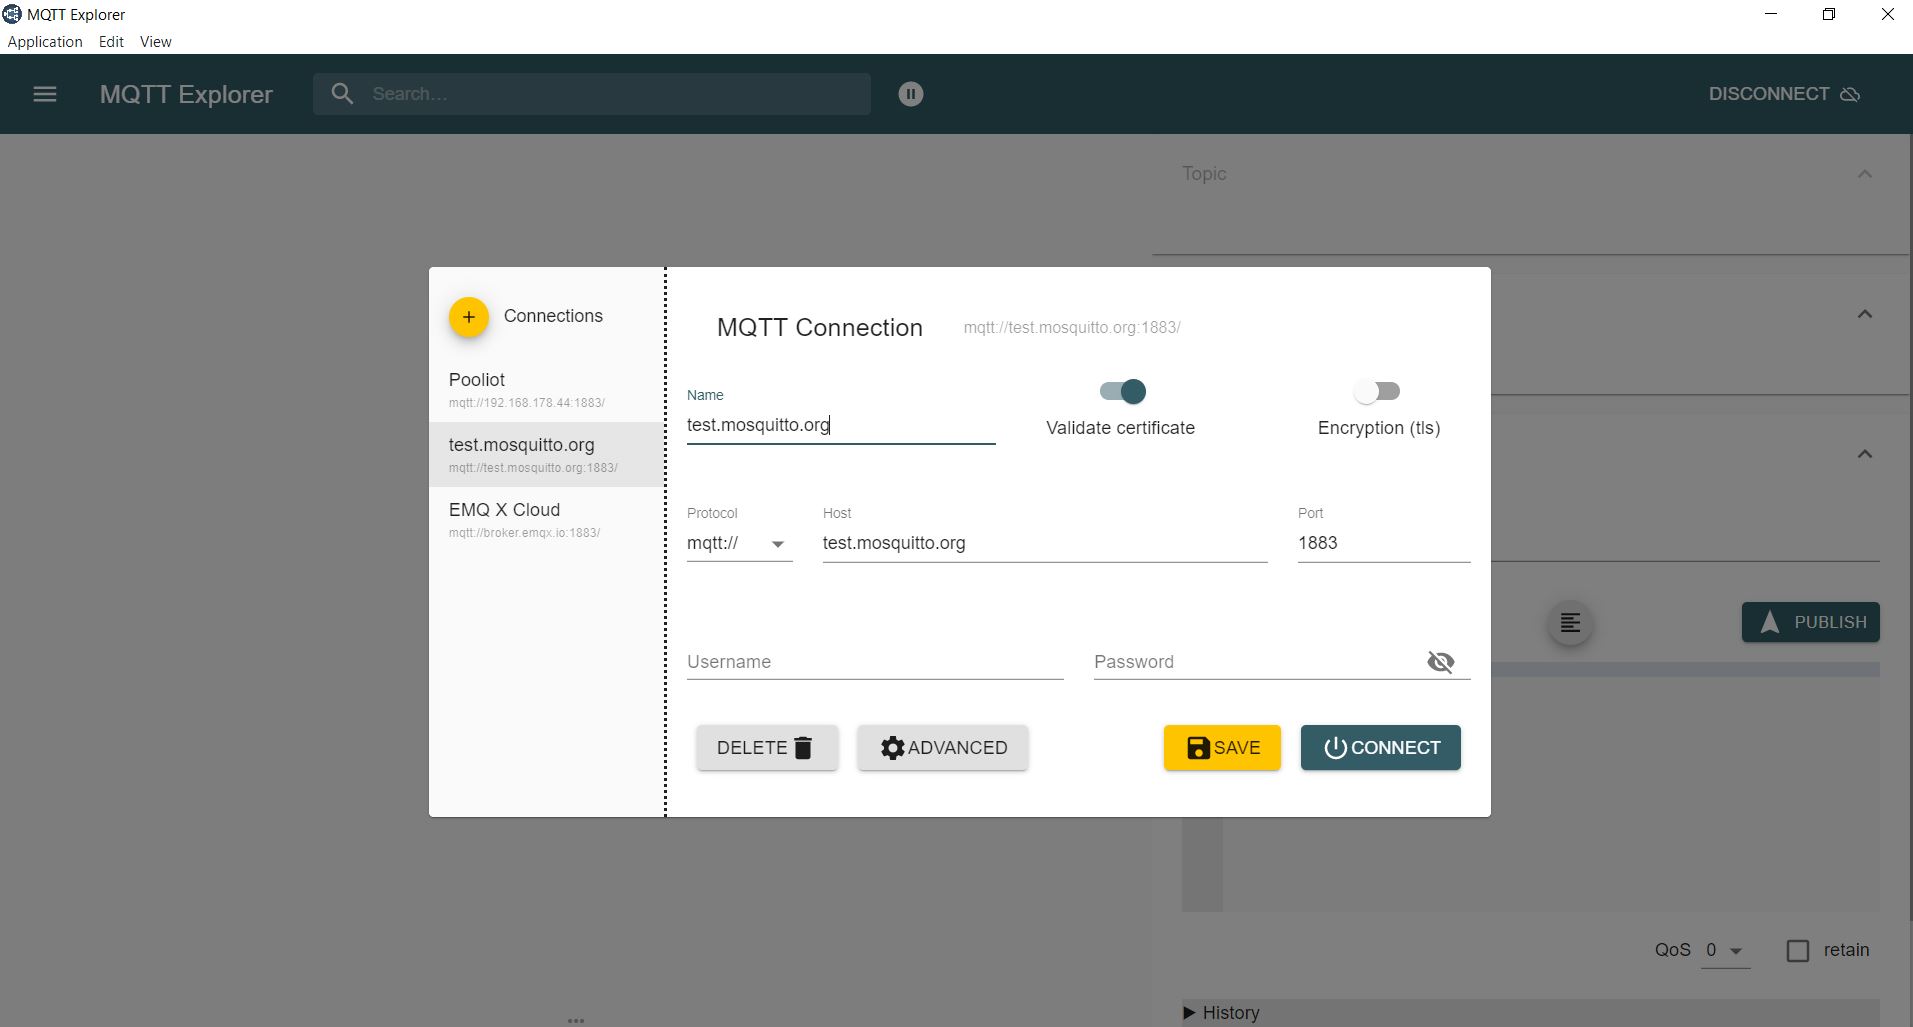 MQTT Explorer
Application Edit View
MQTT Explorer
Search...
DISCONNECT
Topic
Connections
Pooliot
mqtt://192.168.178.44:1883/
test.mosquitto.org
mqtt://test.mosquitto.org:1883/
EMQ X Cloud
mqtt://broker.emqx.io:1883/
MQTT Connection mqtt://test.mosquitto.org:1883/
Name
test.mosquitto.org
Validate certificate
Encryption (tls)
Protocol Host Port
mqtt:// test.mosquitto.org 1883
Username Password
DELETE ADVANCED SAVE CONNECT
PUBLISH
QoS 0 retain
History